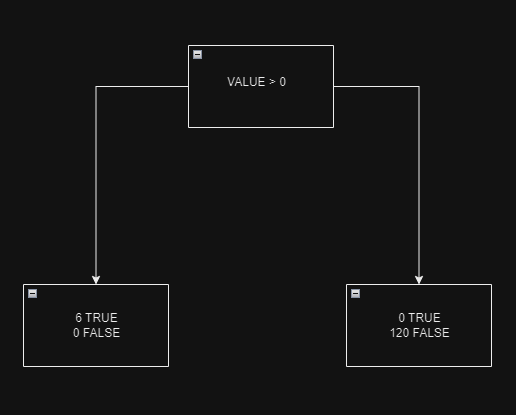 VALUE > 0
6 TRUE
0 FALSE
0 TRUE
120 FALSE